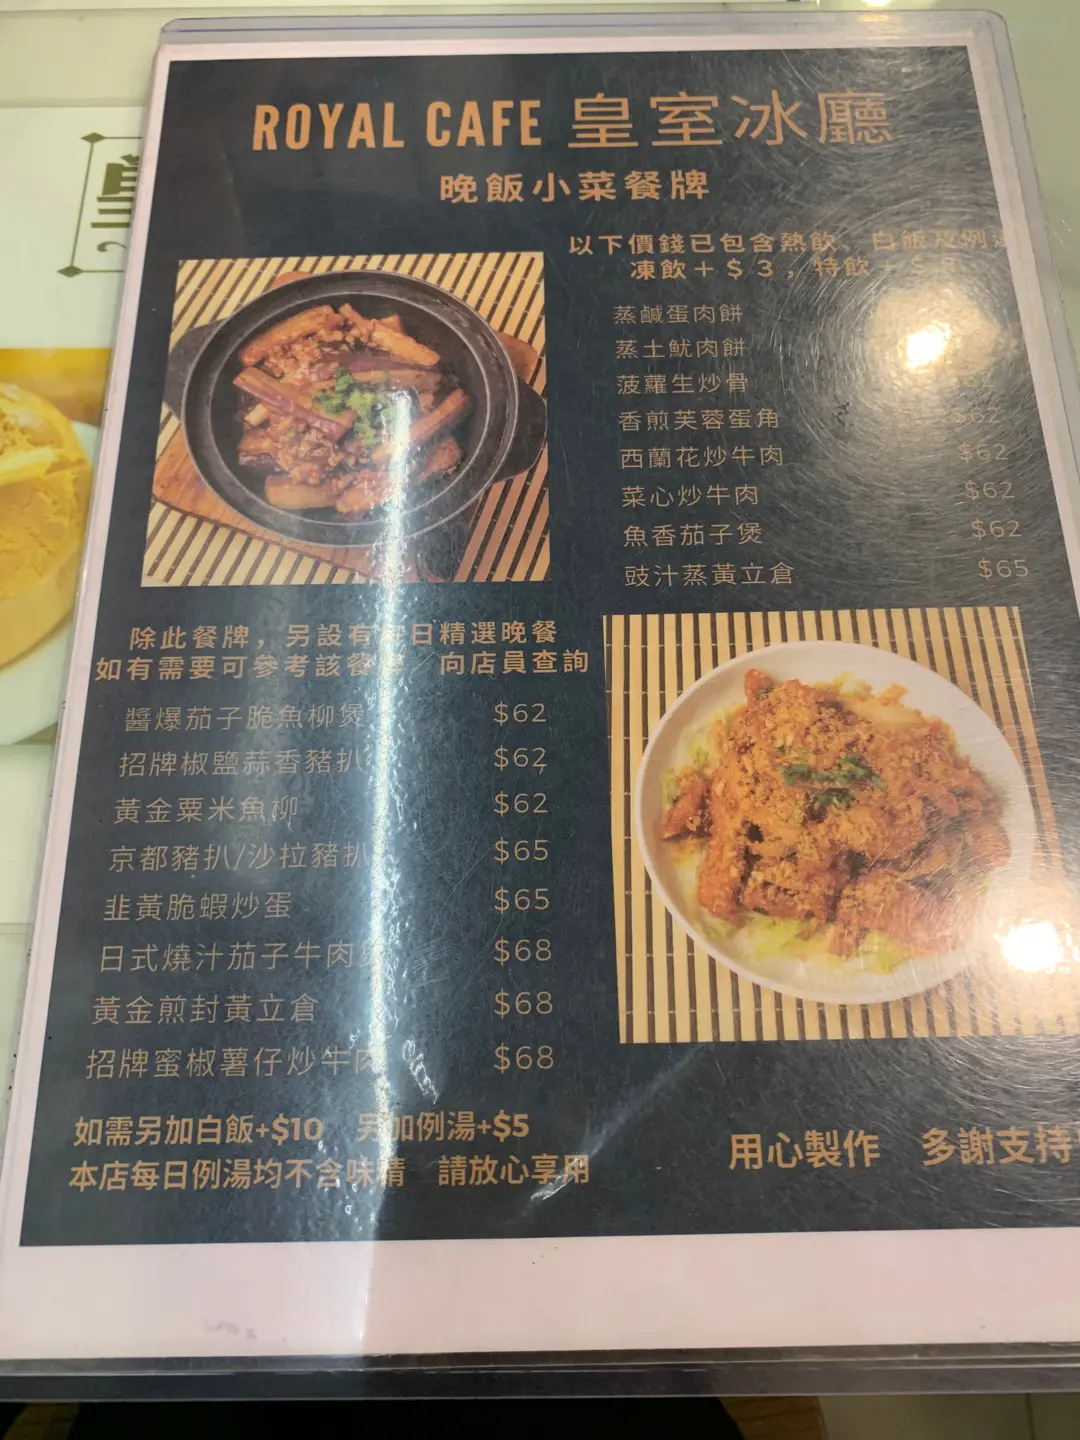 ROYAL CAFE 皇室冰廳
晚飯小菜餐牌
以下價錢已包含熱飲、白飯及例
凍飲+$3，特飲+
蒸鹹蛋肉餅
蒸土魷肉餅
菠蘿生炒骨
香煎芙蓉蛋角 $62
西蘭花炒牛肉 $62
菜心炒牛肉 $62
魚香茄子煲 $62
豉汁蒸黃立倉 $65
除此餐牌，另設有 日精選晚餐
如有需要可參考該餐 向店員查詢
醬爆茄子脆魚柳煲 $62
招牌椒鹽蒜香豬扒 $62
黃金粟米魚柳 $62
京都豬扒/沙拉豬扒 $65
韭黃脆蝦炒蛋 $65
日式燒汁茄子牛肉 $68
黃金煎封黃立倉 $68
招牌蜜椒薯仔炒牛肉 $68
如需另加白飯+$10 另加例湯+$5
本店每日例湯均不含味精 請放心享用
用心製作 多謝支持